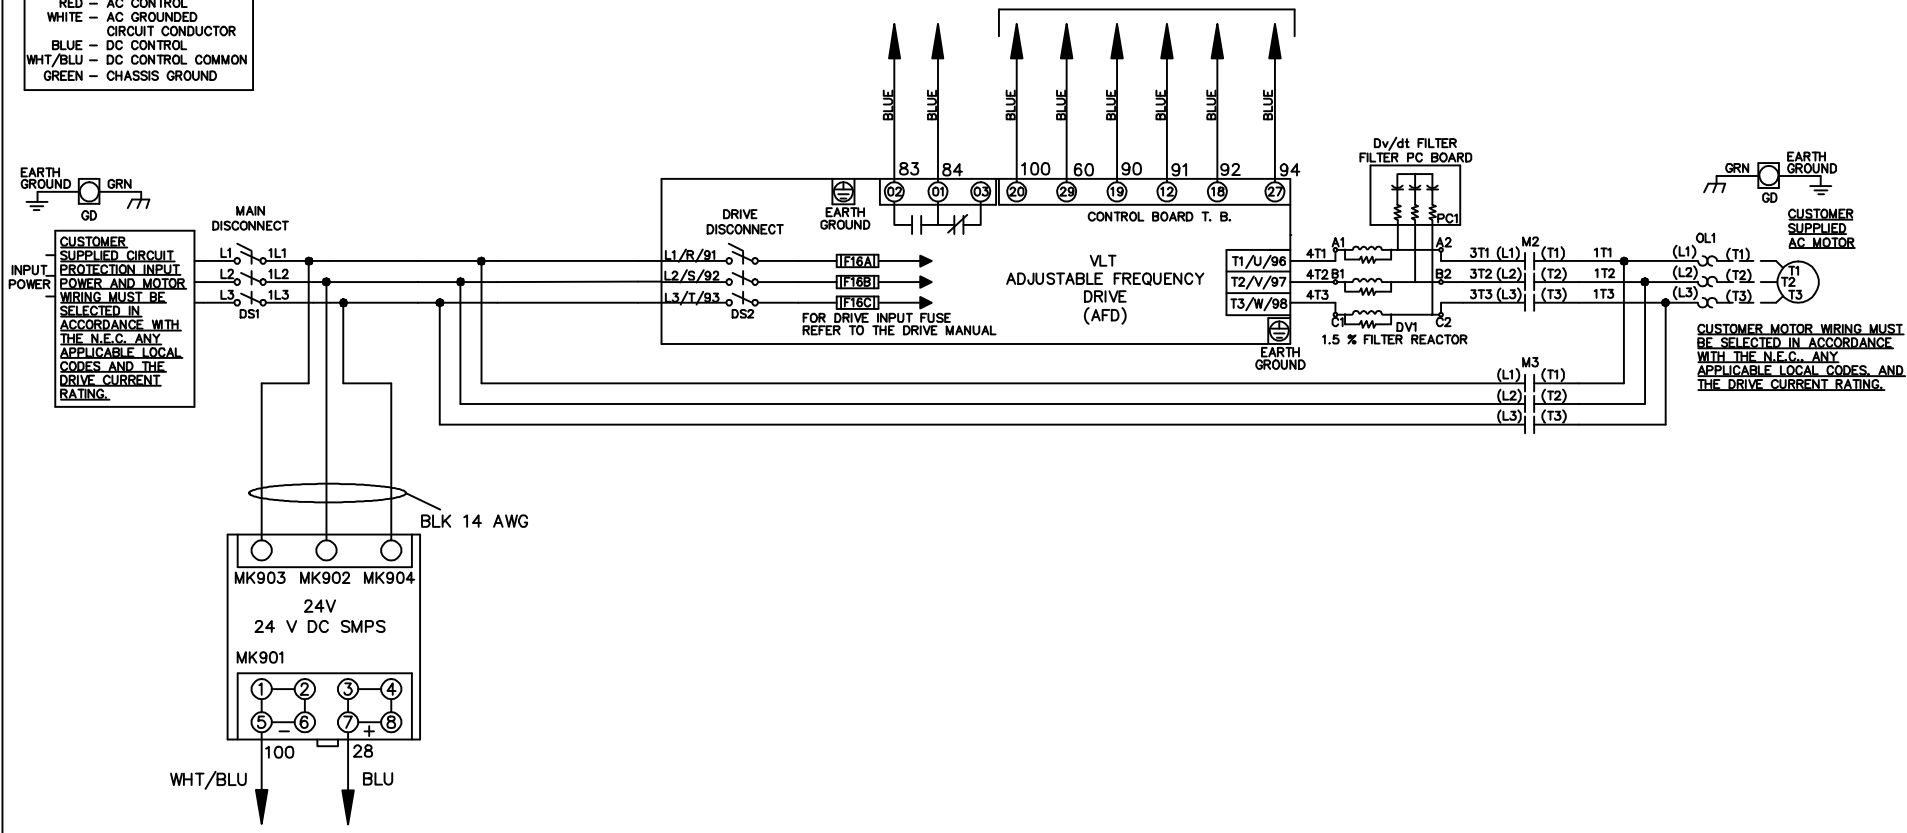 RED – AC CONTROL
WHITE – AC GROUNDED
CIRCUIT CONDUCTOR
BLUE – DC CONTROL
WHT/BLU – DC CONTROL COMMON
GREEN – CHASSIS GROUND
BLUE
BLUE
BLUE
BLUE
BLUE
BLUE
BLUE
BLUE
83
84
100
60
90
91
92
94
02
01
03
20
29
19
12
18
27
EARTH
GROUND
CONTROL BOARD T. B.
EARTH
GROUND
GRN
GD
MAIN
DISCONNECT
INPUT
POWER
CUSTOMER
SUPPLIED CIRCUIT
PROTECTION INPUT
POWER AND MOTOR
WIRING MUST BE
SELECTED IN
ACCORDANCE WITH
THE N.E.C. ANY
APPLICABLE LOCAL
CODES AND THE
DRIVE CURRENT
RATING.
L1
1L1
L2
1L2
L3
1L3
DS1
DRIVE
DISCONNECT
L1/R/91
L2/S/92
L3/T/93
DS2
F16A
F16B
F16C
FOR DRIVE INPUT FUSE
REFER TO THE DRIVE MANUAL
VLT
ADJUSTABLE FREQUENCY
DRIVE
(AFD)
T1/U/96
T2/V/97
T3/W/98
EARTH
GROUND
4T1
4T2
4T3
Dv/dt FILTER
FILTER PC BOARD
PC1
A1
A2
B1
B2
C1
C2
DV1
1.5 % FILTER REACTOR
M2
3T1 (L1) (T1) 1T1
3T2 (L2) (T2) 1T2
3T3 (L3) (T3) 1T3
M3
(L1) (T1)
(L2) (T2)
(L3) (T3)
OL1
(L1) (T1)
(L2) (T2)
(L3) (T3)
T1
T2
T3
GRN
GD
EARTH
GROUND
CUSTOMER
SUPPLIED
AC MOTOR
CUSTOMER MOTOR WIRING MUST
BE SELECTED IN ACCORDANCE
WITH THE N.E.C., ANY
APPLICABLE LOCAL CODES, AND
THE DRIVE CURRENT RATING.
BLK 14 AWG
MK903 MK902 MK904
24V
24 V DC SMPS
MK901
1 2 3 4
5 6 7 8
– +
100
28
WHT/BLU
BLU